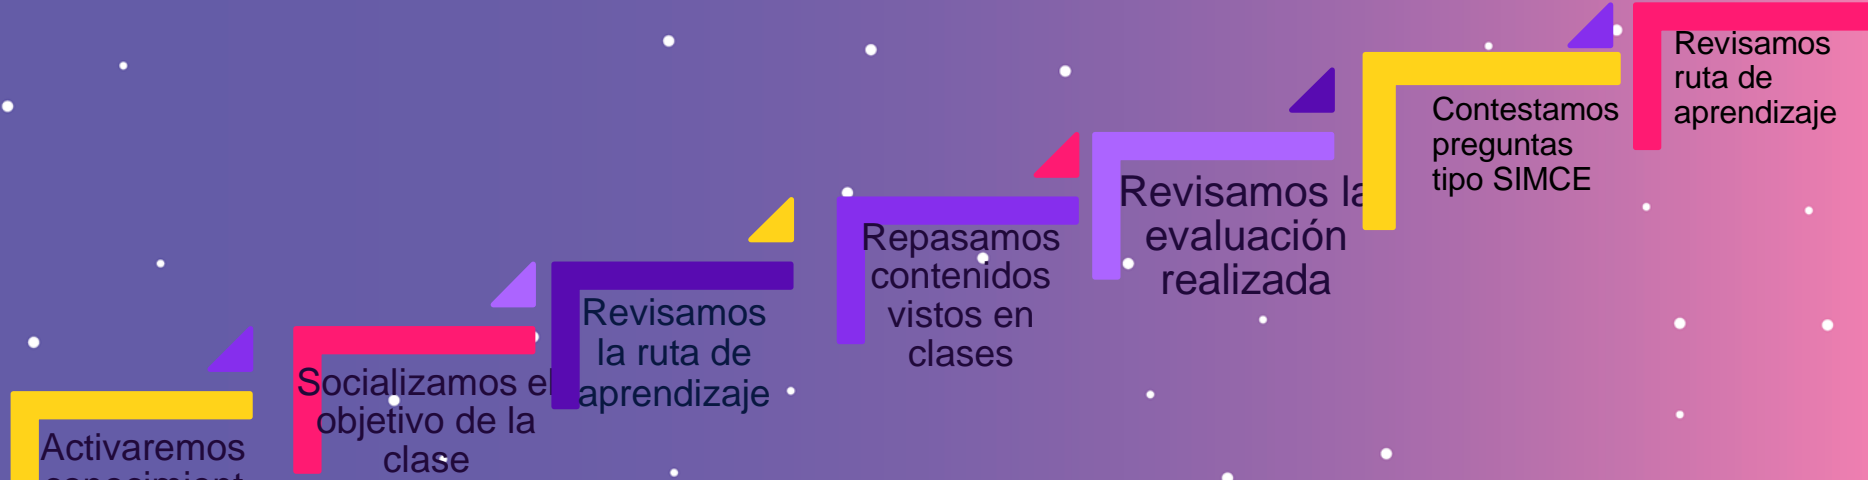 Activaremos
Socializamos el
objetivo de la
clase
Revisamos
la ruta de
aprendizaje
Repasamos
contenidos
vistos en
clases
Revisamos la
evaluación
realizada
Contestamos
preguntas
tipo SIMCE
Revisamos
ruta de
aprendizaje